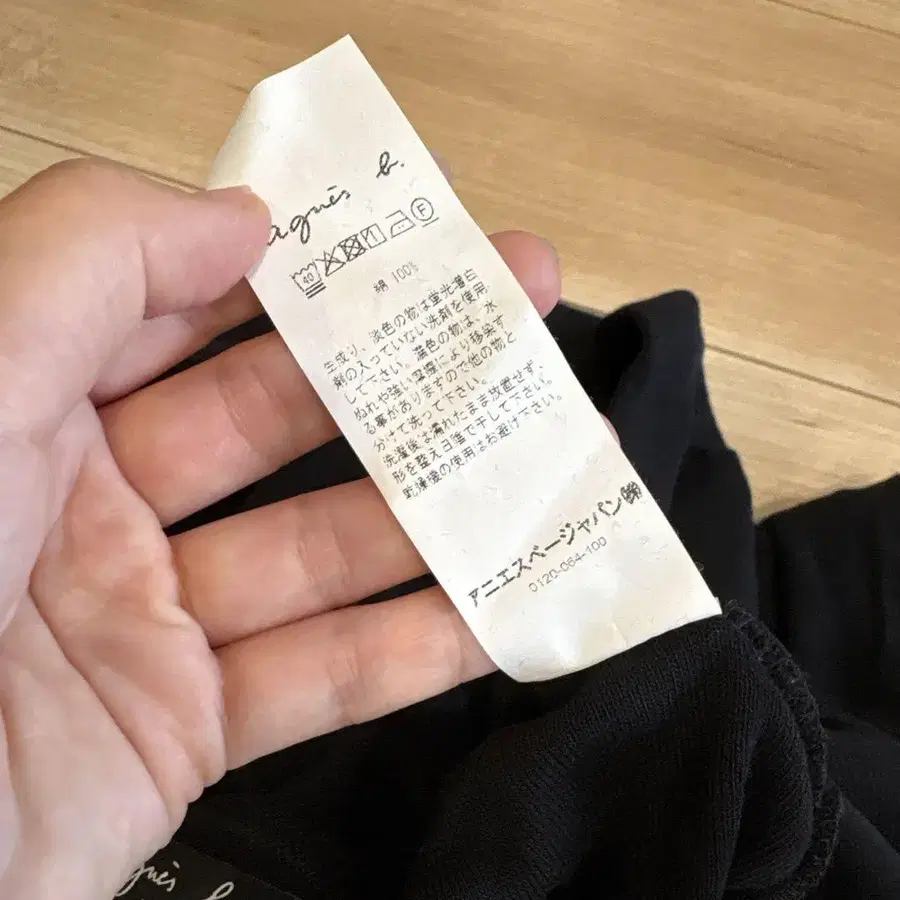 agnès b.
40
F
綿 100%
生成り、淡色の物は蛍光増白
剤の入っていない洗剤を使用
して下さい。濃色の物は、水
ぬれや強い摩擦により移染す
る事がありますので他の物と
分けて洗って下さい。
洗濯後は濡れたまま放置せず、
形を整え日陰で干して下さい。
乾燥機の使用はお避け下さい。
アニエスベージャパン㈱
0120-064-100
agnès b.